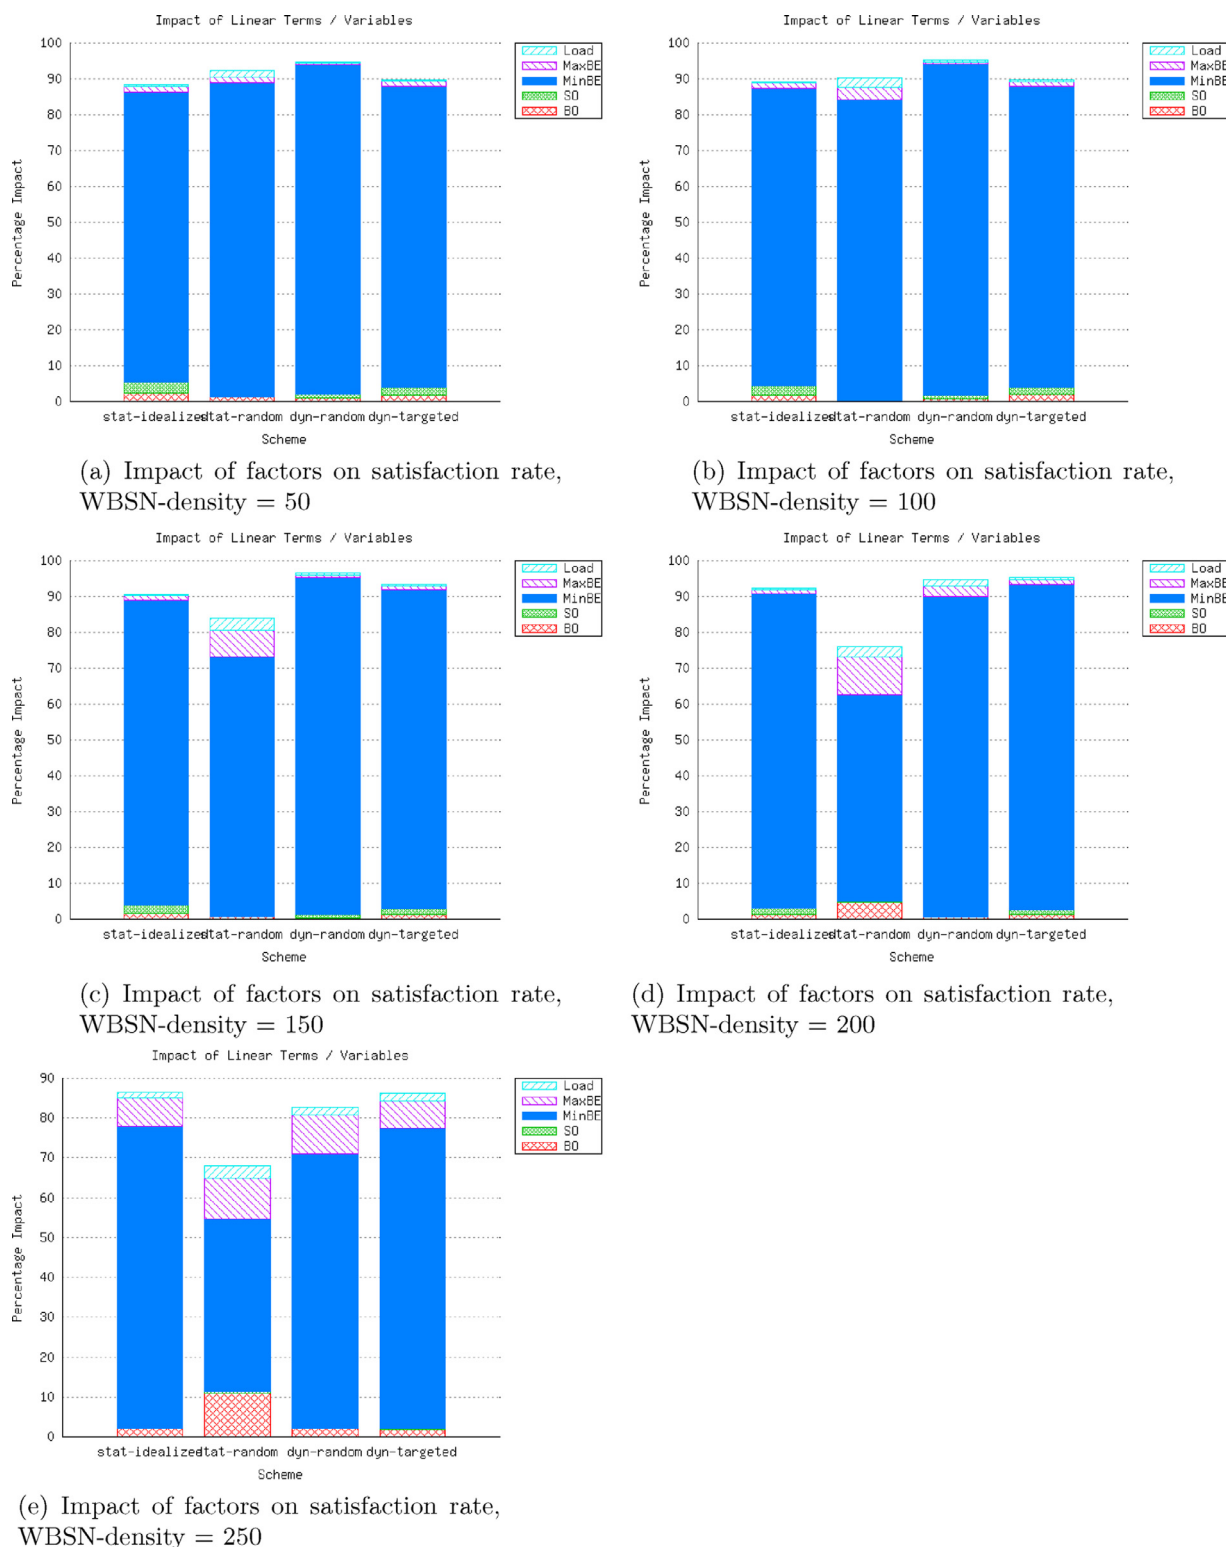 Impact of Linear Terms / Variables
Percentage Impact
100
90
80
70
60
50
40
30
20
10
0
Load
MaxBE
MinBE
SO
BO
stat-idealized stat-random dyn-random dyn-targeted
Scheme
(a) Impact of factors on satisfaction rate,
WBSN-density = 50
Impact of Linear Terms / Variables
Percentage Impact
100
90
80
70
60
50
40
30
20
10
0
Load
MaxBE
MinBE
SO
BO
stat-idealized stat-random dyn-random dyn-targeted
Scheme
(b) Impact of factors on satisfaction rate,
WBSN-density = 100
Impact of Linear Terms / Variables
Percentage Impact
100
90
80
70
60
50
40
30
20
10
0
Load
MaxBE
MinBE
SO
BO
stat-idealized stat-random dyn-random dyn-targeted
Scheme
(c) Impact of factors on satisfaction rate,
WBSN-density = 150
Impact of Linear Terms / Variables
Percentage Impact
100
90
80
70
60
50
40
30
20
10
0
Load
MaxBE
MinBE
SO
BO
stat-idealized stat-random dyn-random dyn-targeted
Scheme
(d) Impact of factors on satisfaction rate,
WBSN-density = 200
Impact of Linear Terms / Variables
Percentage Impact
90
80
70
60
50
40
30
20
10
0
Load
MaxBE
MinBE
SO
BO
stat-idealized stat-random dyn-random dyn-targeted
Scheme
(e) Impact of factors on satisfaction rate,
WBSN-density = 250